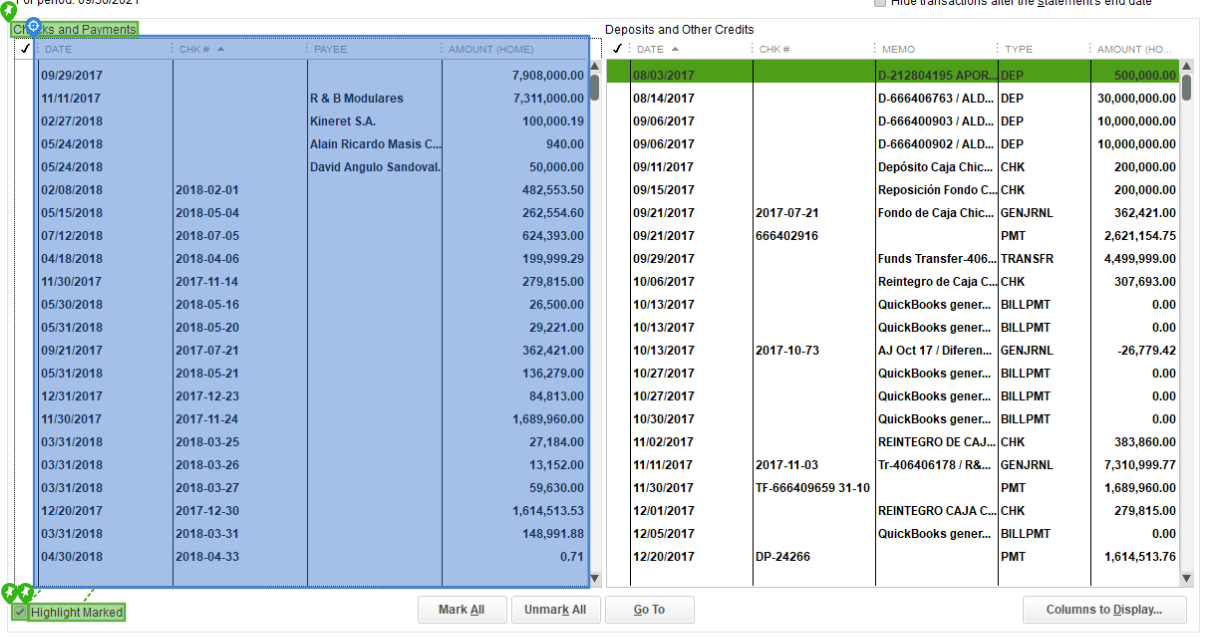 For period: 09/30/2021
Hide transactions after the statement's end date
Checks and Payments
DATE CHK # PAYEE AMOUNT (HOME)
09/29/2017 7,908,000.00
11/11/2017 R & B Modulares 7,311,000.00
02/27/2018 Kineret S.A. 100,000.19
05/24/2018 Alain Ricardo Masis C... 940.00
05/24/2018 David Angulo Sandoval. 50,000.00
02/08/2018 2018-02-01 482,553.50
05/15/2018 2018-05-04 262,554.60
07/12/2018 2018-07-05 624,393.00
04/18/2018 2018-04-06 199,999.29
11/30/2017 2017-11-14 279,815.00
05/30/2018 2018-05-16 26,500.00
05/31/2018 2018-05-20 29,221.00
09/21/2017 2017-07-21 362,421.00
05/31/2018 2018-05-21 136,279.00
12/31/2017 2017-12-23 84,813.00
11/30/2017 2017-11-24 1,689,960.00
03/31/2018 2018-03-25 27,184.00
03/31/2018 2018-03-26 13,152.00
03/31/2018 2018-03-27 59,630.00
12/20/2017 2017-12-30 1,614,513.53
03/31/2018 2018-03-31 148,991.88
04/30/2018 2018-04-33 0.71
Deposits and Other Credits
DATE CHK # MEMO TYPE AMOUNT (HO...
08/03/2017 D-212804195 APOR... DEP 500,000.00
08/14/2017 D-666406763 / ALD... DEP 30,000,000.00
09/06/2017 D-666400903 / ALD... DEP 10,000,000.00
09/06/2017 D-666400902 / ALD... DEP 10,000,000.00
09/11/2017 Depósito Caja Chic... CHK 200,000.00
09/15/2017 Reposición Fondo C... CHK 200,000.00
09/21/2017 2017-07-21 Fondo de Caja Chic... GENJRNL 362,421.00
09/21/2017 666402916 PMT 2,621,154.75
09/29/2017 Funds Transfer-406... TRANSFR 4,499,999.00
10/06/2017 Reintegro de Caja C... CHK 307,693.00
10/13/2017 QuickBooks gener... BILLPMT 0.00
10/13/2017 QuickBooks gener... BILLPMT 0.00
10/13/2017 2017-10-73 AJ Oct 17 / Diferen... GENJRNL -26,779.42
10/27/2017 QuickBooks gener... BILLPMT 0.00
10/27/2017 QuickBooks gener... BILLPMT 0.00
10/30/2017 QuickBooks gener... BILLPMT 0.00
11/02/2017 REINTEGRO DE CAJ... CHK 383,860.00
11/11/2017 2017-11-03 Tr-406406178 / R&... GENJRNL 7,310,999.77
11/30/2017 TF-666409659 31-10 PMT 1,689,960.00
12/01/2017 REINTEGRO CAJA C... CHK 279,815.00
12/05/2017 QuickBooks gener... BILLPMT 0.00
12/20/2017 DP-24266 PMT 1,614,513.76
Highlight Marked
Mark All
Unmark All
Go To
Columns to Display...